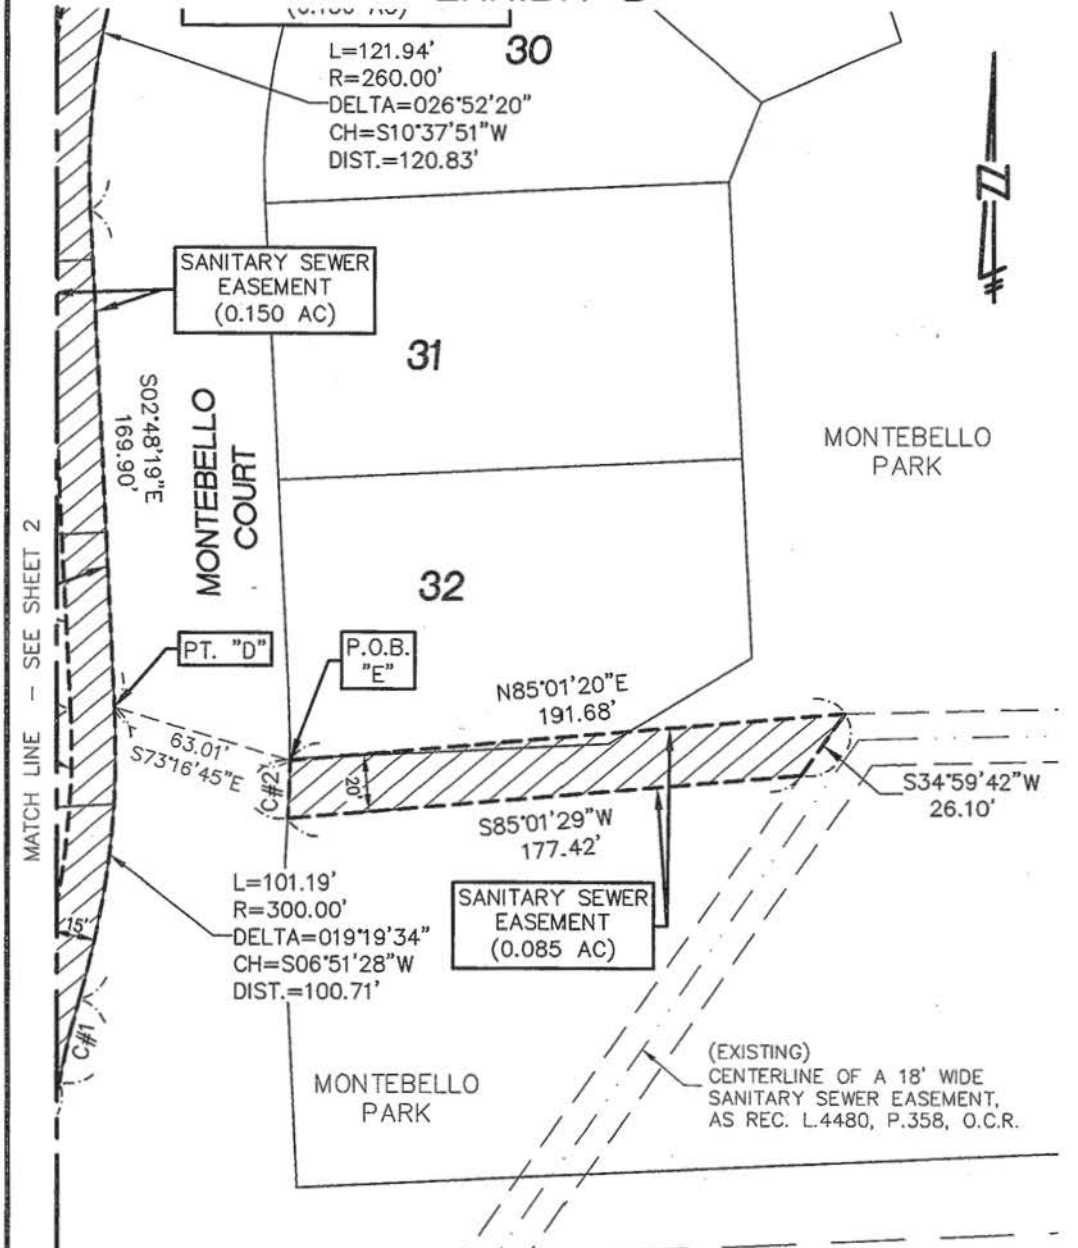 (0.150 AC)
L=121.94'
R=260.00'
DELTA=026°52'20"
CH=S10°37'51"W
DIST.=120.83'
30
N
SANITARY SEWER
EASEMENT
(0.150 AC)
31
S02°48'19"E
169.90'
MONTEBELLO
COURT
MONTEBELLO
PARK
MATCH LINE - SEE SHEET 2
32
PT. "D"
P.O.B.
"E"
N85°01'20"E
191.68'
63.01'
S73°16'45"E
C#2
20'
S34°59'42"W
26.10'
S85°01'29"W
177.42'
L=101.19'
R=300.00'
DELTA=019°19'34"
CH=S06°51'28"W
DIST.=100.71'
SANITARY SEWER
EASEMENT
(0.085 AC)
15'
C#1
MONTEBELLO
PARK
(EXISTING)
CENTERLINE OF A 18' WIDE
SANITARY SEWER EASEMENT,
AS REC. L.4480, P.358, O.C.R.